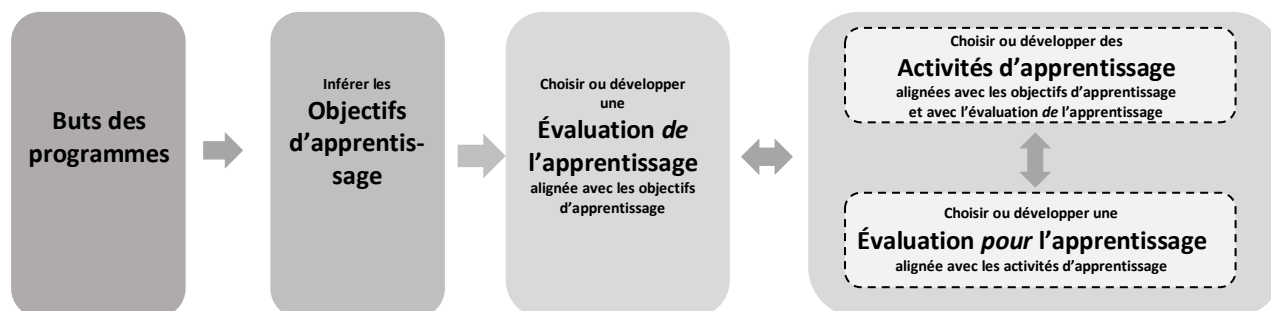 Buts des
programmes
Inférer les
Objectifs
d’apprentis-
sage
Choisir ou développer
une
Évaluation de
l’apprentissage
alignée avec les objectifs
d’apprentissage
Choisir ou développer des
Activités d’apprentissage
alignées avec les objectifs d’apprentissage
et avec l’évaluation de l’apprentissage
Choisir ou développer une
Évaluation pour l’apprentissage
alignée avec les activités d’apprentissage